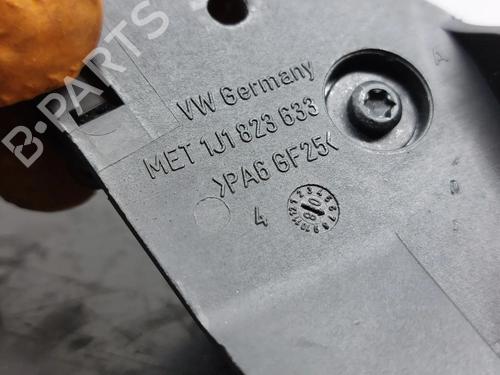 B-PARTS
VW Germany
MET 1J1 823 633
>PA6 GF25<
4